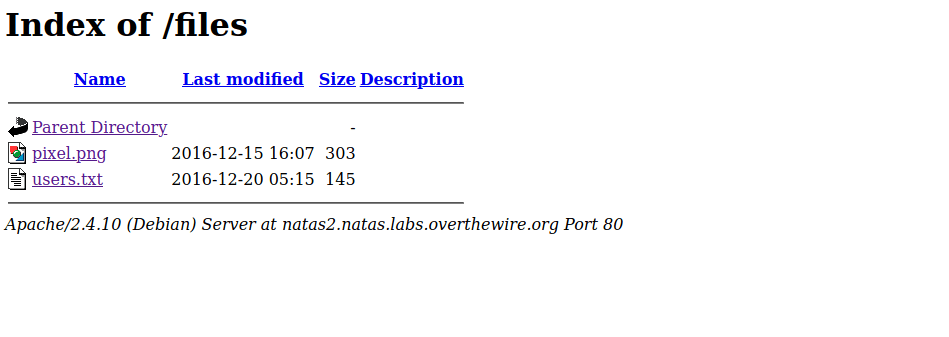 Index of /files
Name Last modified Size Description
Parent Directory -
pixel.png 2016-12-15 16:07 303
users.txt 2016-12-20 05:15 145
Apache/2.4.10 (Debian) Server at natas2.natas.labs.overthewire.org Port 80